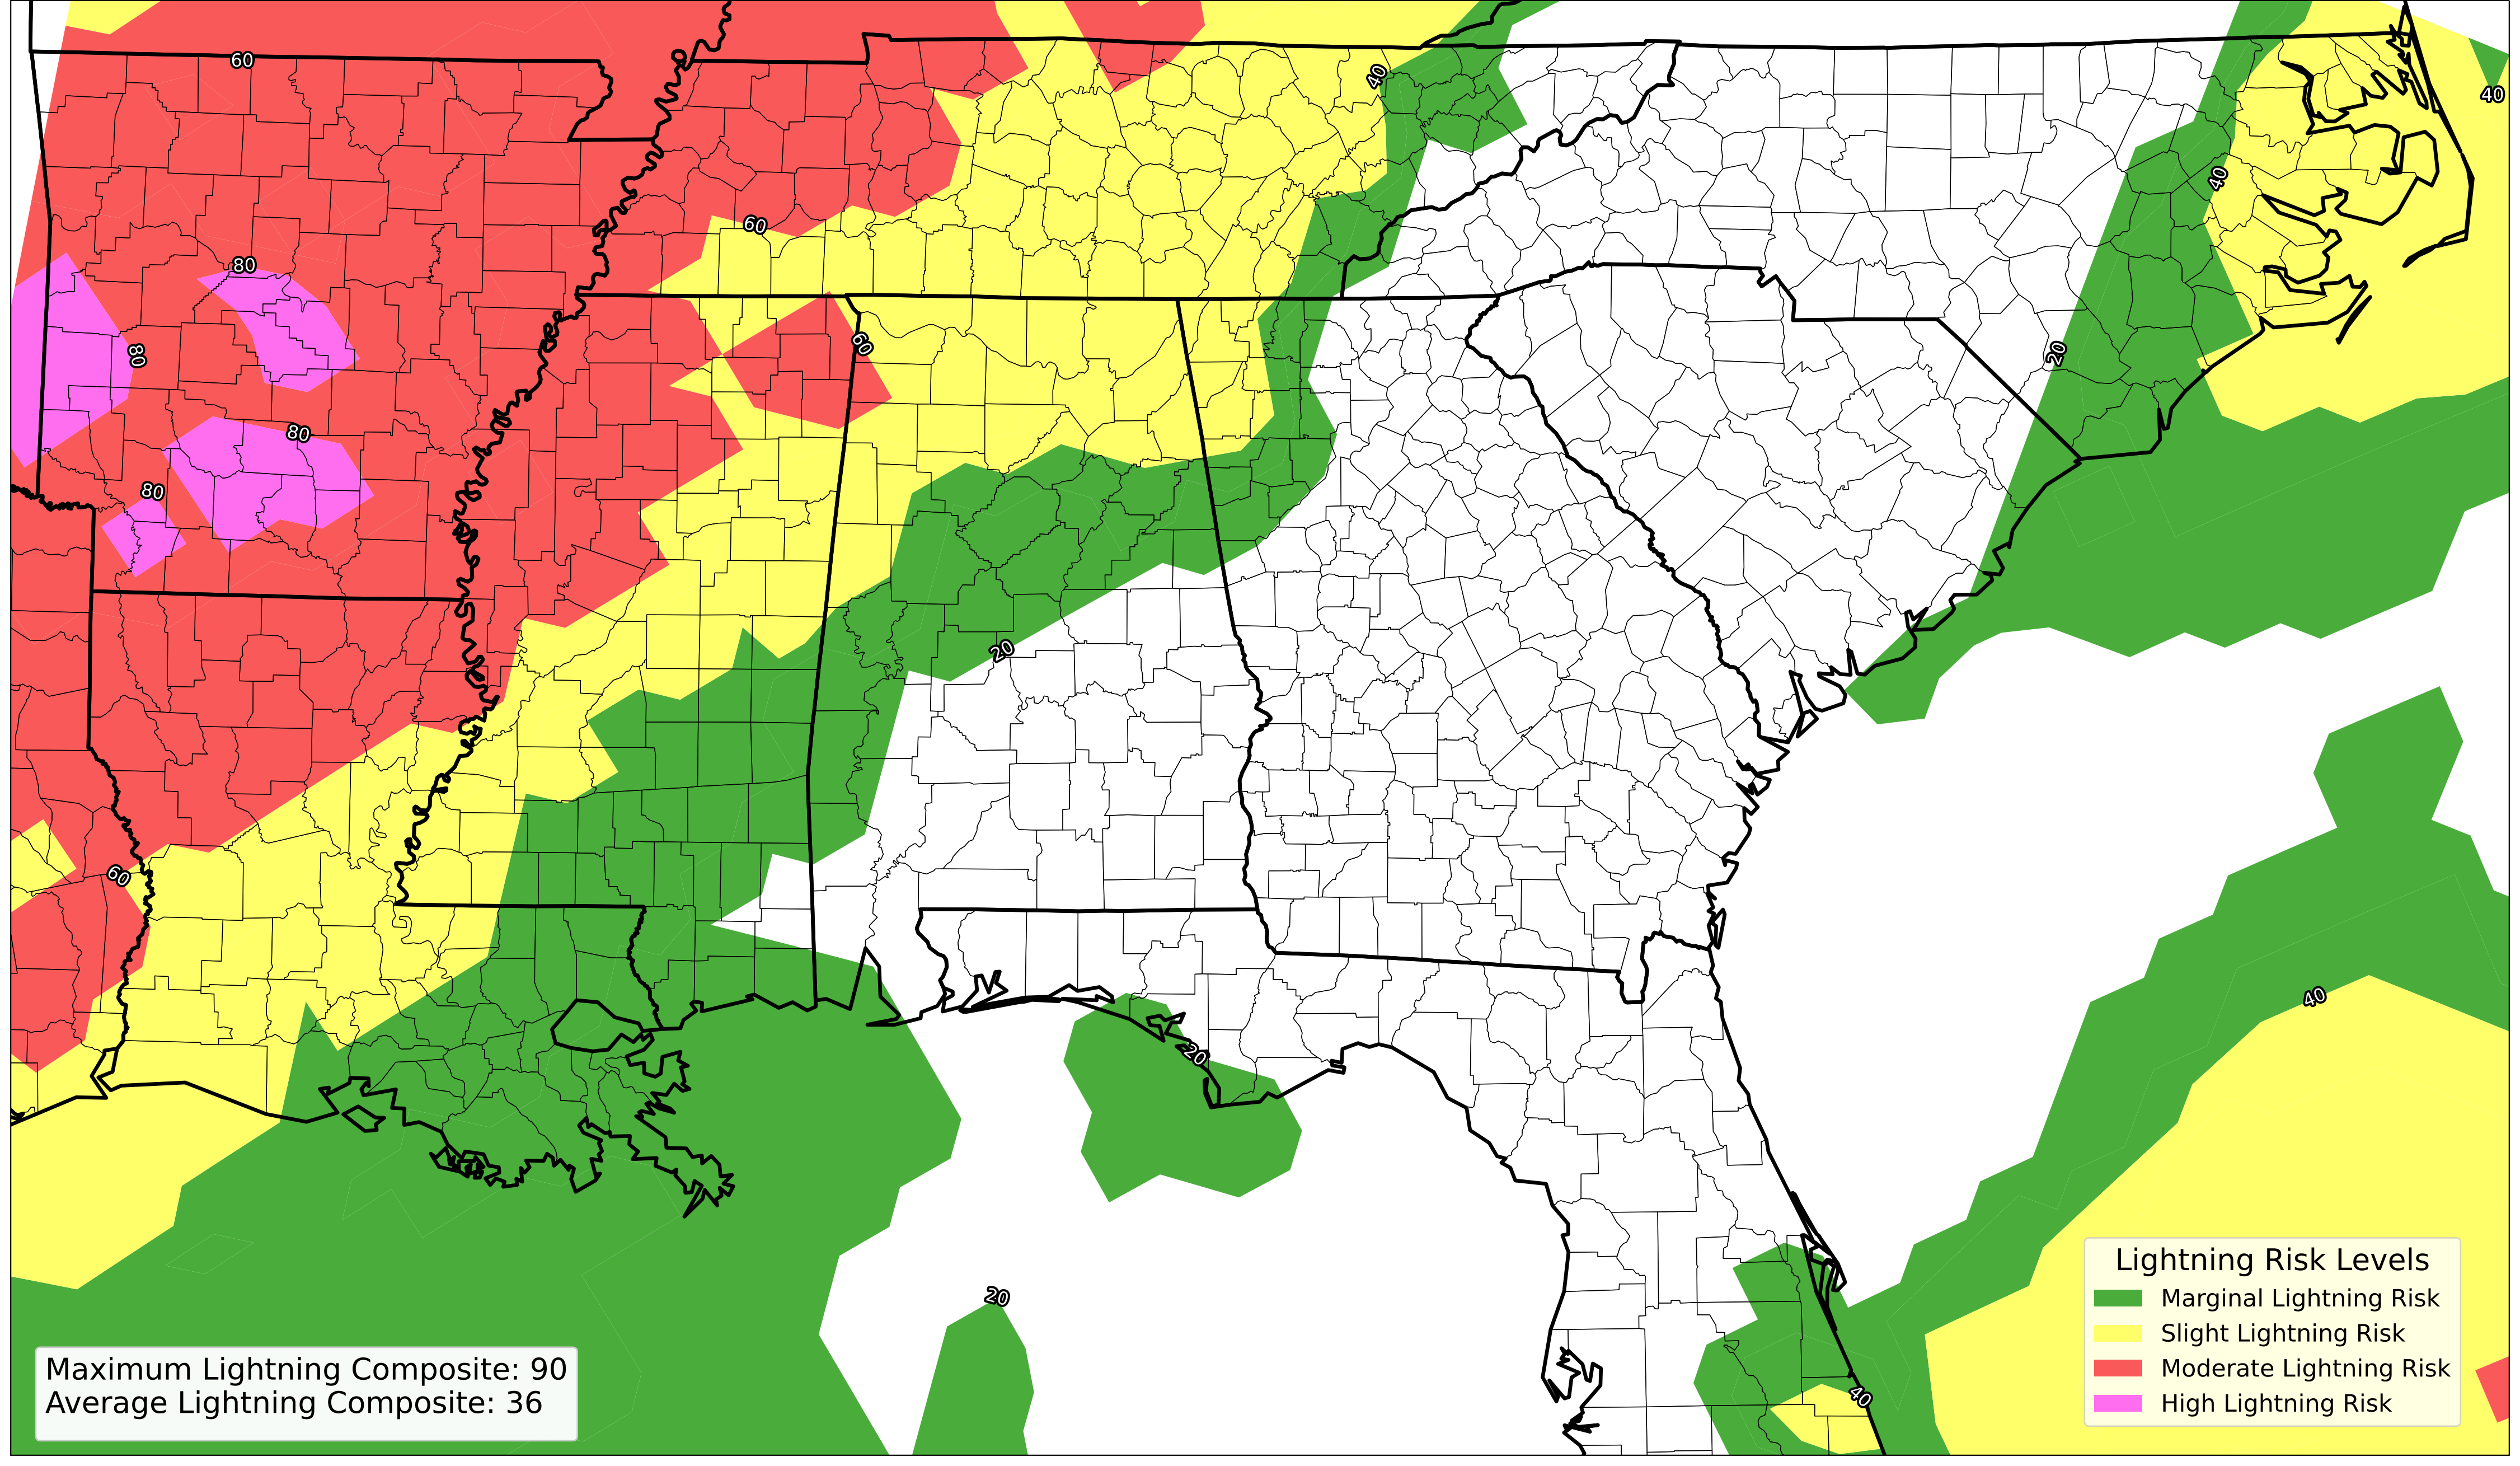 60
40
40
40
60
80
60
80
20
80
80
20
60
40
20
20
40
Lightning Risk Levels
Marginal Lightning Risk
Slight Lightning Risk
Moderate Lightning Risk
High Lightning Risk
Maximum Lightning Composite: 90
Average Lightning Composite: 36